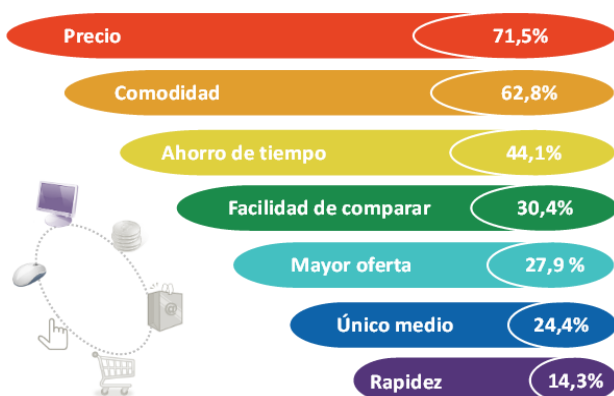 Precio 71,5%
Comodidad 62,8%
Ahorro de tiempo 44,1%
Facilidad de comparar 30,4%
Mayor oferta 27,9 %
Único medio 24,4%
Rapidez 14,3%
@